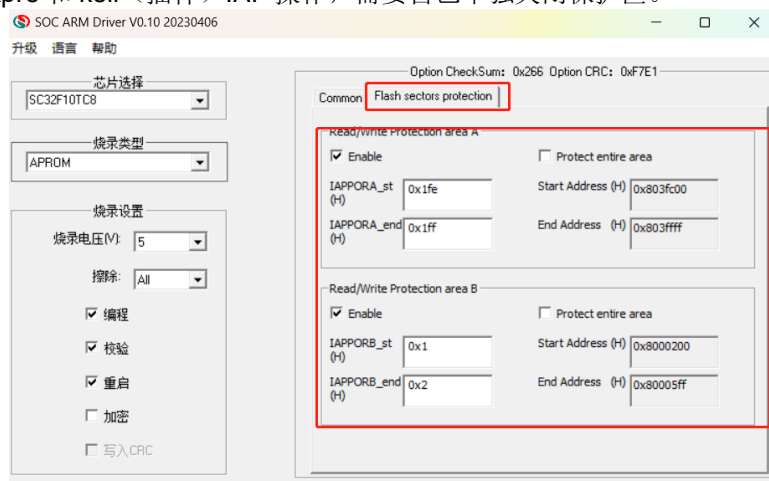 SOC ARM Driver V0.10 20230406
升级 语言 帮助
芯片选择
SC32F10TC8
烧录类型
APROM
烧录设置
烧录电压(V): 5
擦除: All
编程
校验
重启
加密
写入CRC
Option CheckSum: 0x266 Option CRC: 0xF7E1
Common Flash sectors protection
Read/Write Protection area A
Enable Protect entire area
IAPPORA_st (H) 0x1fe Start Address (H) 0x803fc00
IAPPORA_end (H) 0x1ff End Address (H) 0x803ffff
Read/Write Protection area B
Enable Protect entire area
IAPPORB_st (H) 0x1 Start Address (H) 0x8000200
IAPPORB_end (H) 0x2 End Address (H) 0x80005ff